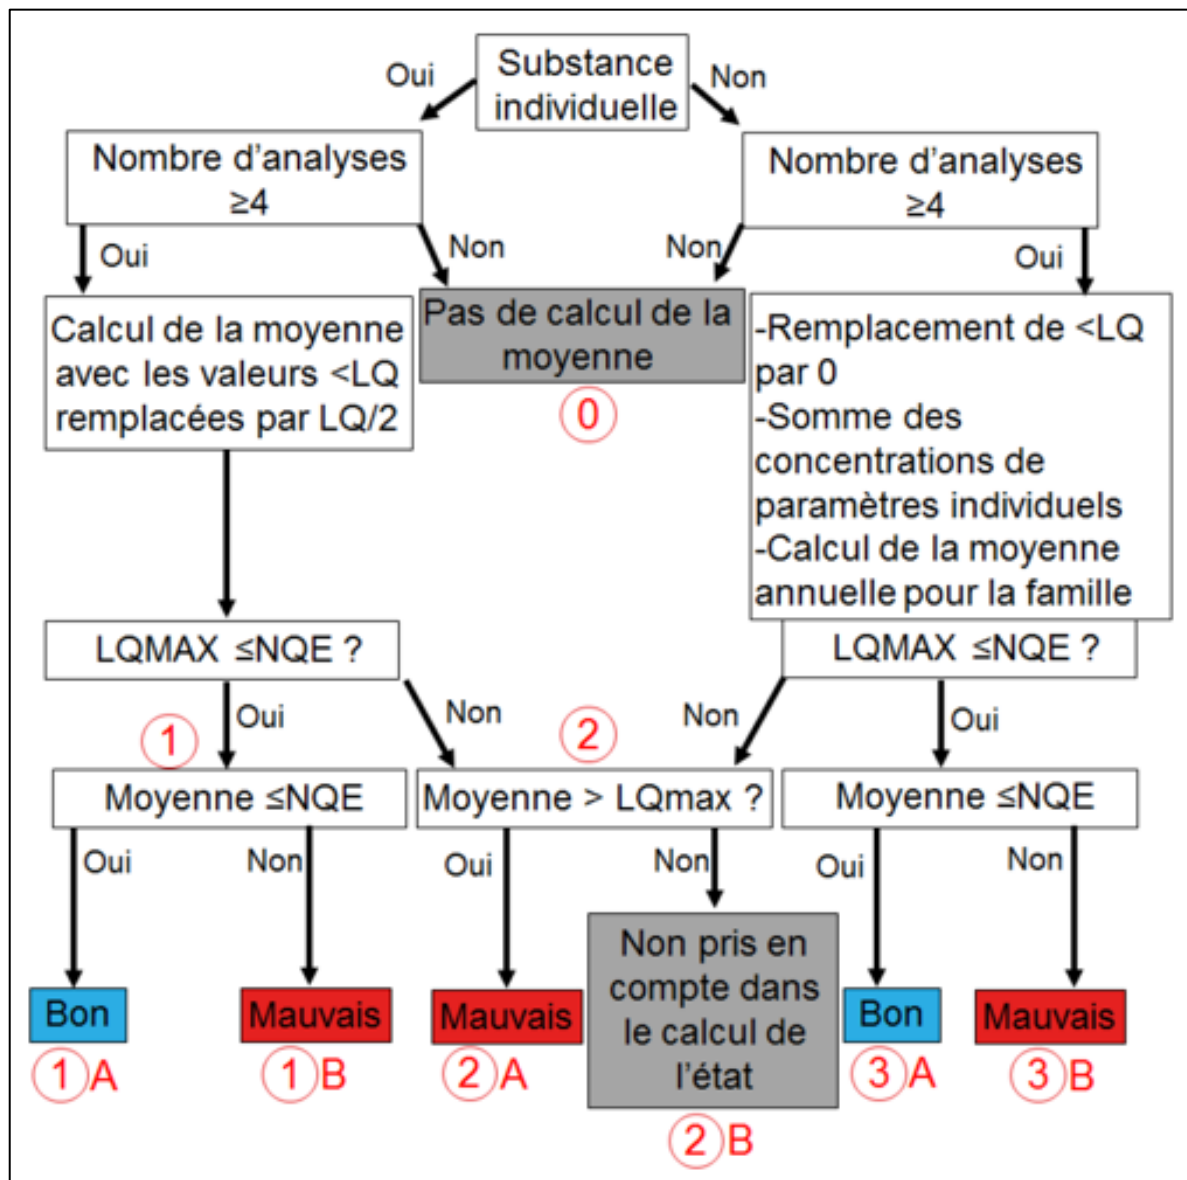 Substance
individuelle
Oui
Non
Nombre d'analyses
≥4
Nombre d'analyses
≥4
Oui
Non
Non
Oui
Calcul de la moyenne
avec les valeurs <LQ
remplacées par LQ/2
Pas de calcul de la
moyenne
0
-Remplacement de <LQ
par 0
-Somme des
concentrations de
paramètres individuels
-Calcul de la moyenne
annuelle pour la famille
LQMAX ≤NQE ?
LQMAX ≤NQE ?
1
Oui
Non
2
Non
Oui
Moyenne ≤NQE
Moyenne > LQmax ?
Moyenne ≤NQE
Oui
Non
Oui
Non
Oui
Non
Bon
Mauvais
Mauvais
Non pris en
compte dans
le calcul de
l'état
Bon
Mauvais
1 A
1 B
2 A
2 B
3 A
3 B